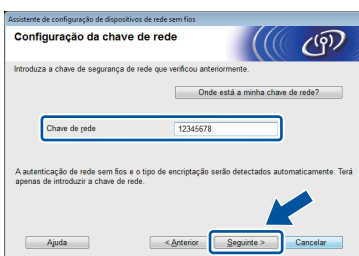 Assistente de configuração de dispositivos de rede sem fios
Configuração da chave de rede
Introduza a chave de segurança de rede que verificou anteriormente.
Onde está a minha chave de rede?
Chave de rede 12345678
A autenticação de rede sem fios e o tipo de encriptação serão detectados automaticamente. Terá
apenas de introduzir a chave de rede.
Ajuda < Anterior Seguinte > Cancelar